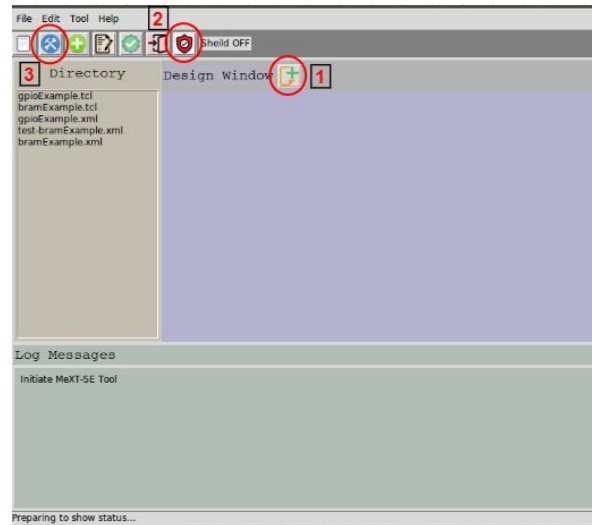 File Edit Tool Help
2
Sheild OFF
3 Directory
Design Window
1
gpioExample.tcl
bramExample.tcl
gpioExample.xml
test-bramExample.xml
bramExample.xml
Log Messages
Initiate MeXT-SE Tool
Preparing to show status...